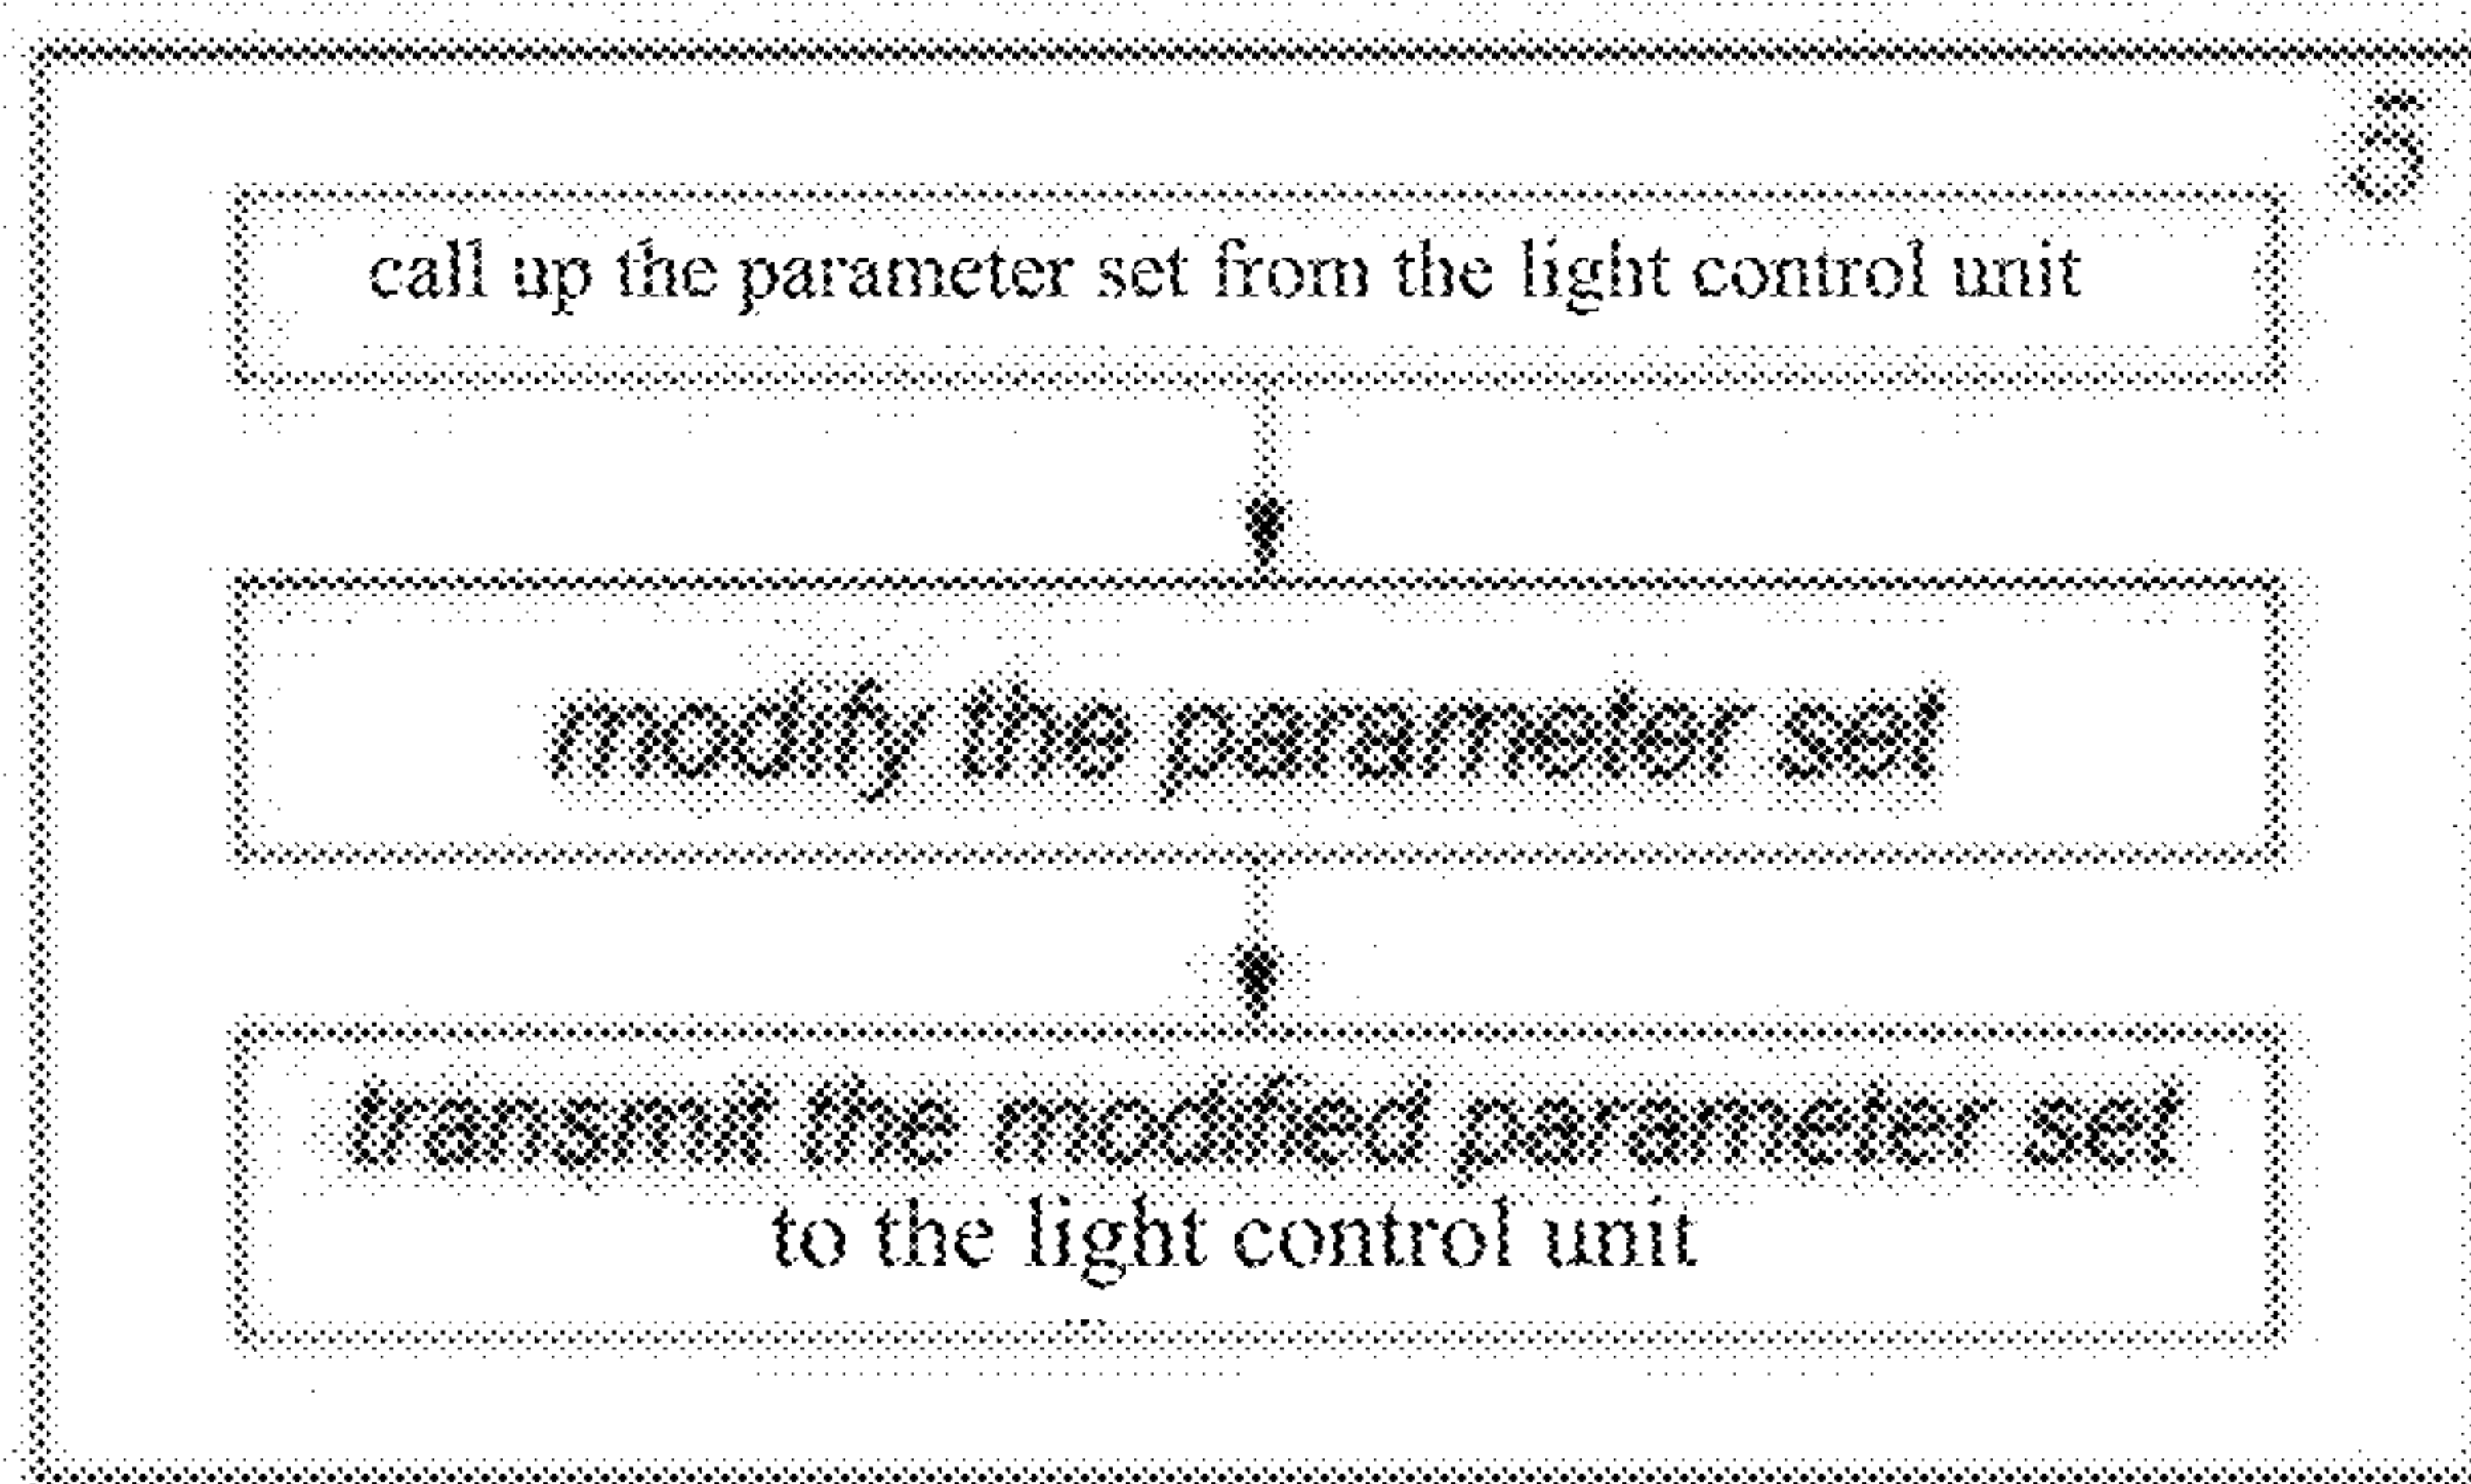 call up the parameter set from the light control unit
modify the parameter set
transmit the modified parameter set
to the light control unit